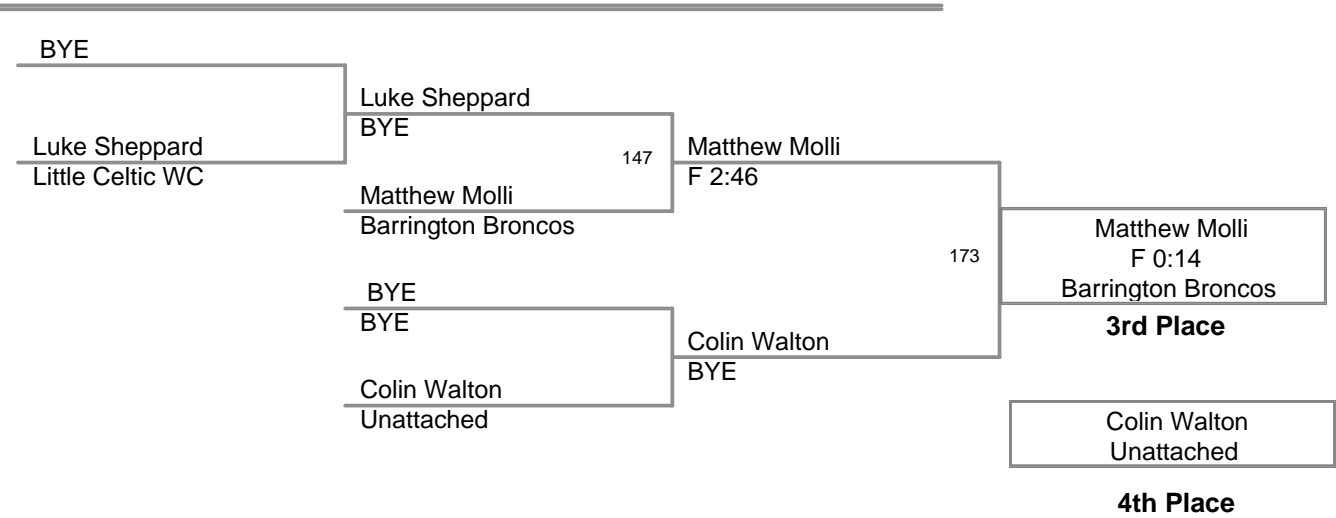 BYE
Luke Sheppard
Little Celtic WC
Luke Sheppard
BYE
147
Matthew Molli
Barrington Broncos
BYE
BYE
Colin Walton
Unattached
Matthew Molli
F 2:46
173
Colin Walton
BYE
Matthew Molli
F 0:14
Barrington Broncos
3rd Place
Colin Walton
Unattached
4th Place